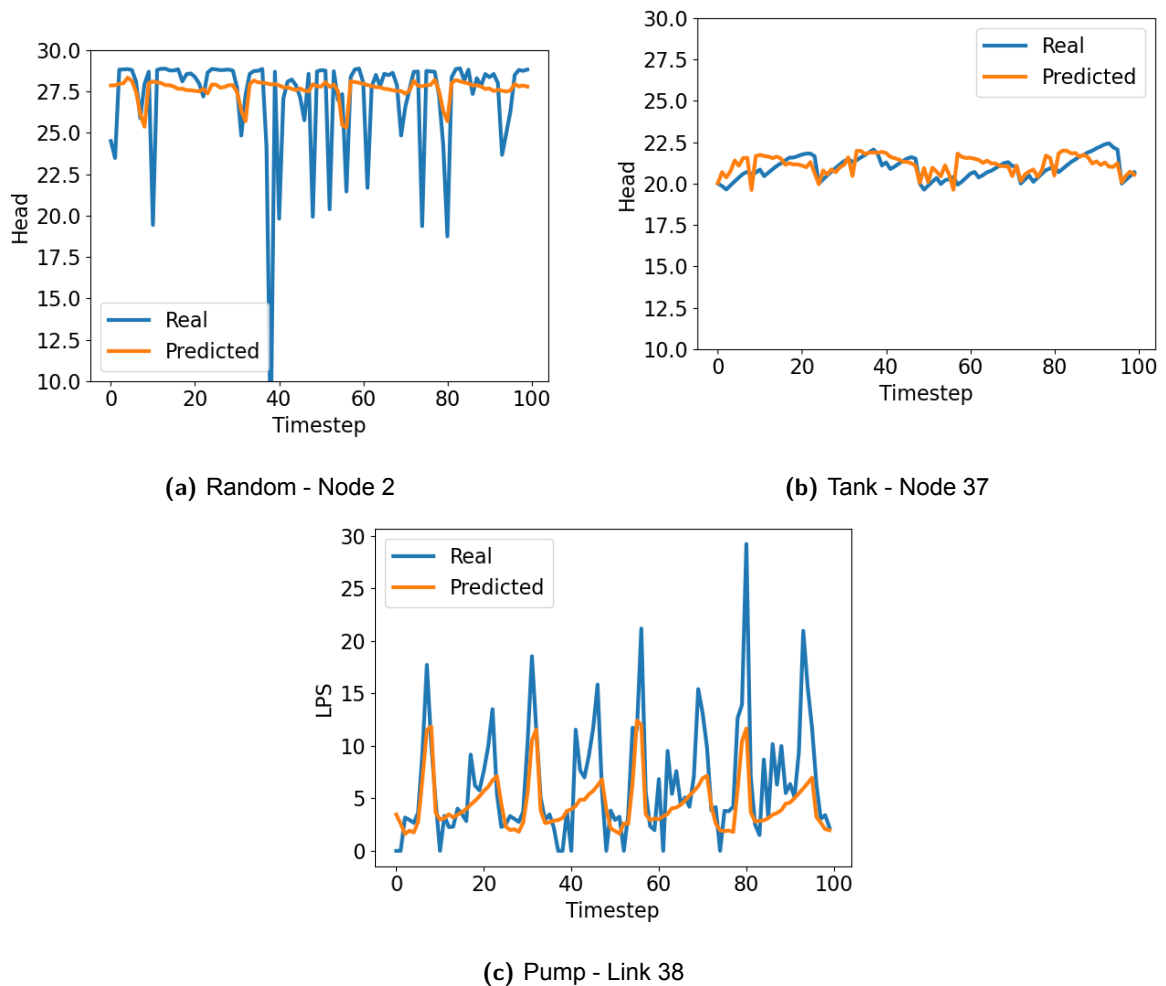 30.0
27.5
25.0
22.5
20.0
17.5
15.0
12.5
10.0
Head
Real
Predicted
0 20 40 60 80 100
Timestep
(a) Random - Node 2
30.0
27.5
25.0
22.5
20.0
17.5
15.0
12.5
10.0
Head
Real
Predicted
0 20 40 60 80 100
Timestep
(b) Tank - Node 37
30
25
20
15
10
5
0
LPS
Real
Predicted
0 20 40 60 80 100
Timestep
(c) Pump - Link 38